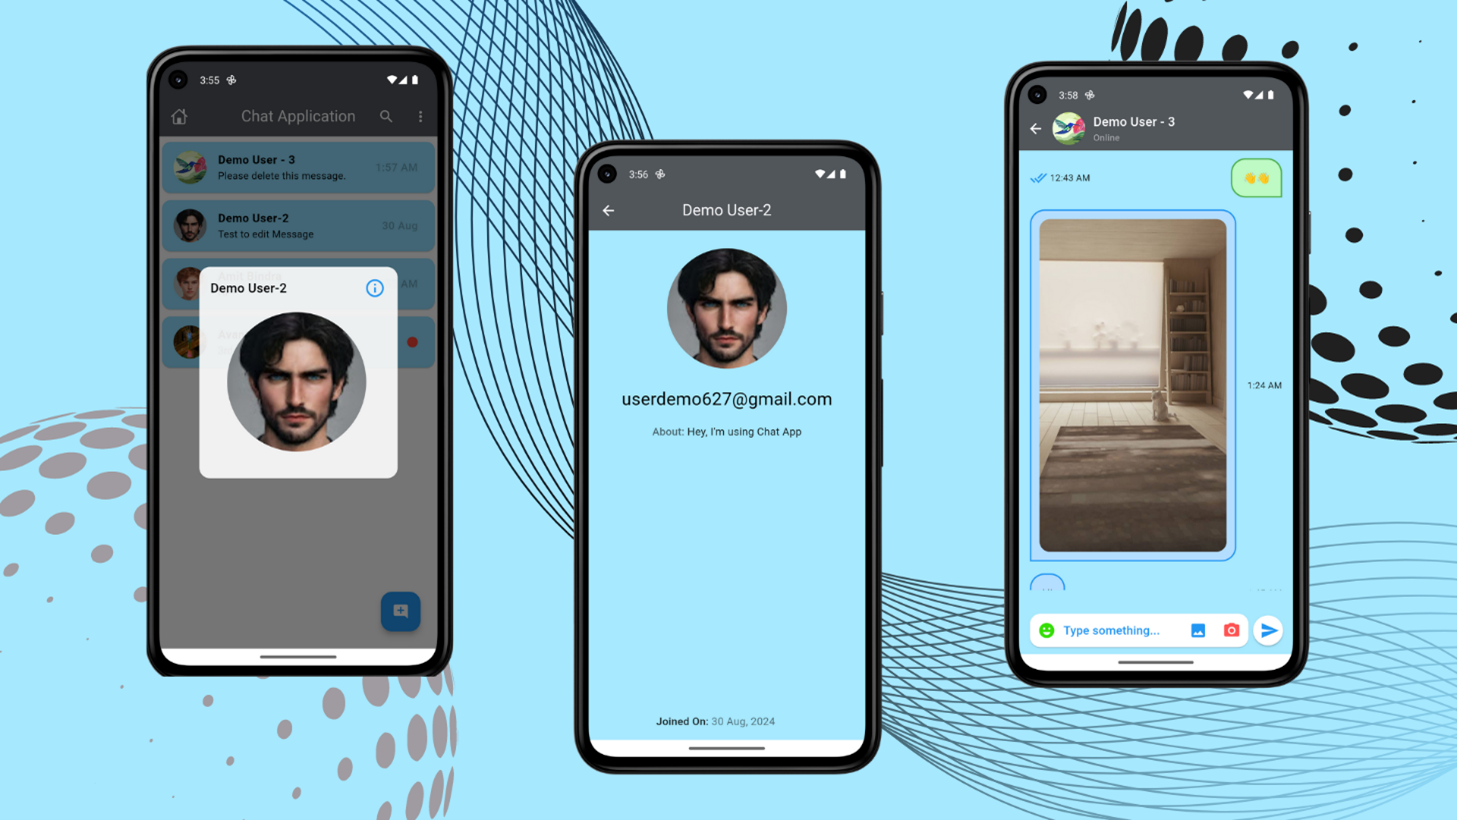 3:55
Chat Application
Demo User - 3
1:57 AM
Please delete this message.
Demo User-2
30 Aug
Test to edit Message
Amit Bindra
AM
Demo User-2
3:56
Demo User-2
userdemo627@gmail.com
About: Hey, I'm using Chat App
Joined On: 30 Aug, 2024
3:58
Demo User - 3
Online
12:43 AM
1:24 AM
Type something...